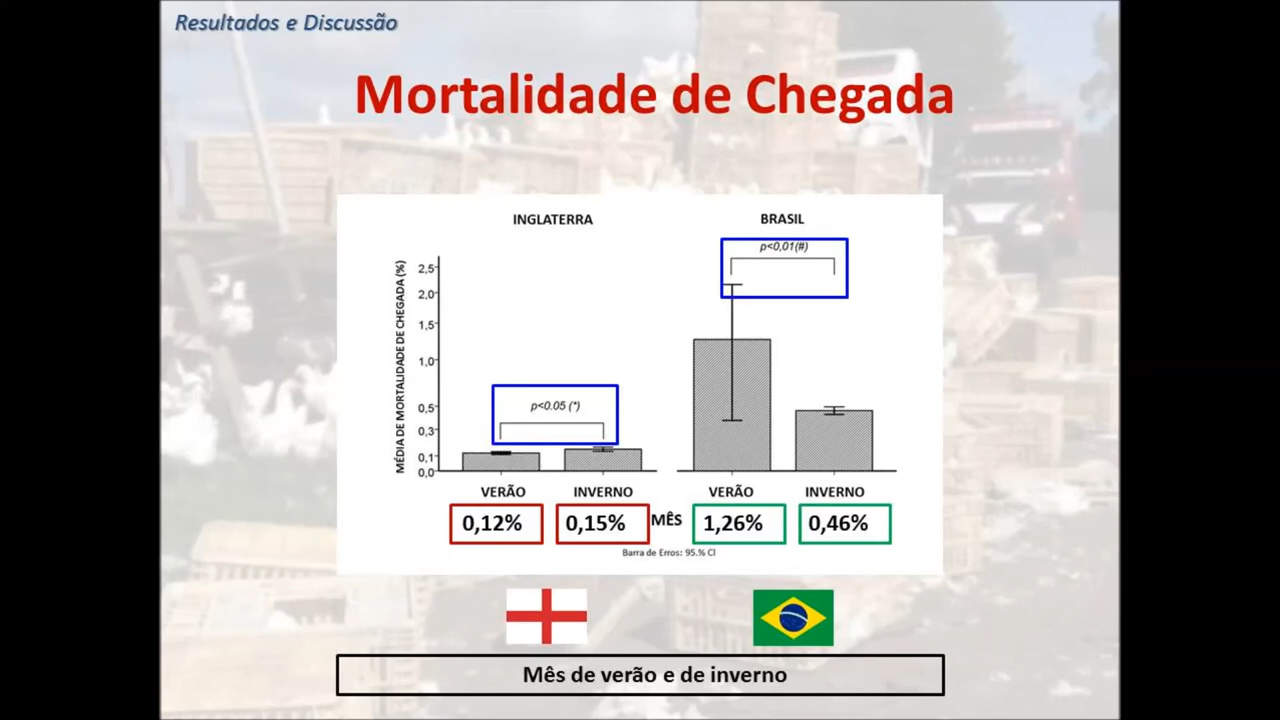 Resultados e Discussão
Mortalidade de Chegada
INGLATERRA
BRASIL
p<0,01(#)
MÉDIA DE MORTALIDADE DE CHEGADA (%)
2,5
2,0
1,5
1,0
0,5
0,3
0,1
0,0
p<0.05 (*)
VERÃO
INVERNO
VERÃO
INVERNO
0,12%
0,15%
MÊS
1,26%
0,46%
Barra de Erros: 95.% CI
Mês de verão e de inverno